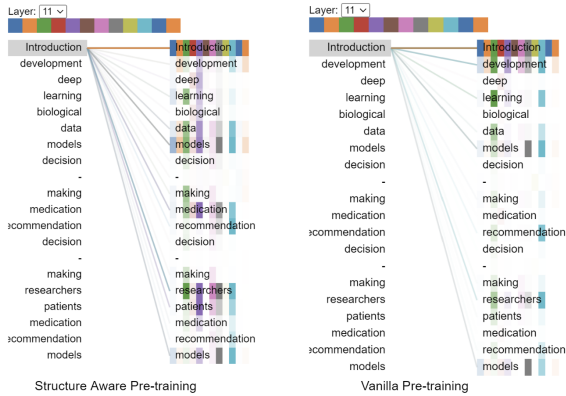 Layer: 11
Introduction Introduction
development development
deep deep
learning learning
biological biological
data data
models models
decision decision
- -
making making
medication medication
ecommendation recommendation
decision decision
- -
making making
researchers researchers
patients patients
medication medication
ecommendation recommendation
models models
Structure Aware Pre-training
Layer: 11
Introduction Introduction
development development
deep deep
learning learning
biological biological
data data
models models
decision decision
- -
making making
medication medication
ecommendation recommendation
decision decision
- -
making making
researchers researchers
patients patients
medication medication
ecommendation recommendation
models models
Vanilla Pre-training